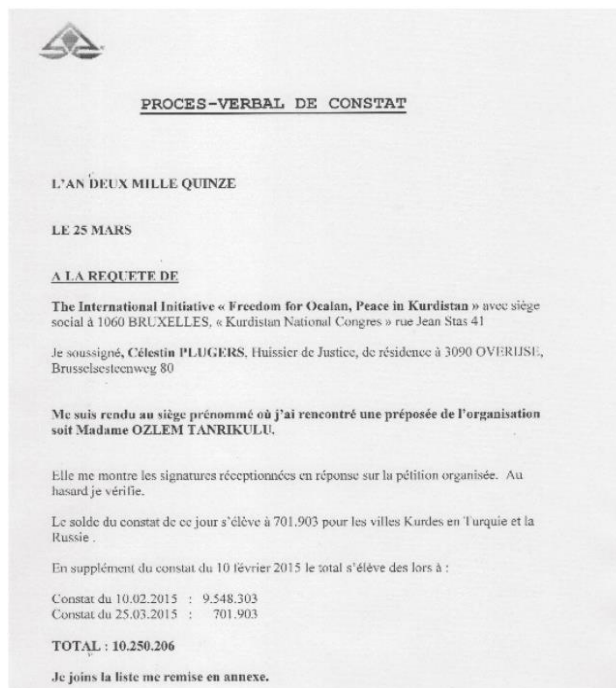 PROCES-VERBAL DE CONSTAT
L'AN DEUX MILLE QUINZE
LE 25 MARS
A LA REQUETE DE
The International Initiative « Freedom for Ocalan, Peace in Kurdistan » avec siège
social à 1060 BRUXELLES, « Kurdistan National Congres » rue Jean Stas 41
Je soussigné, Célestin PLUGERS, Huissier de Justice, de résidence à 3090 OVERIJSE,
Brusselsesteenweg 80
Me suis rendu au siège prénommé où j'ai rencontré une préposée de l'organisation
soit Madame OZLEM TANRIKULU.
Elle me montre les signatures réceptionnées en réponse sur la pétition organisée. Au
hasard je vérifie.
Le solde du constat de ce jour s'élève à 701.903 pour les villes Kurdes en Turquie et la
Russie .
En supplément du constat du 10 février 2015 le total s'élève des lors à :
Constat du 10.02.2015 : 9.548.303
Constat du 25.03.2015 : 701.903
TOTAL : 10.250.206
Je joins la liste me remise en annexe.